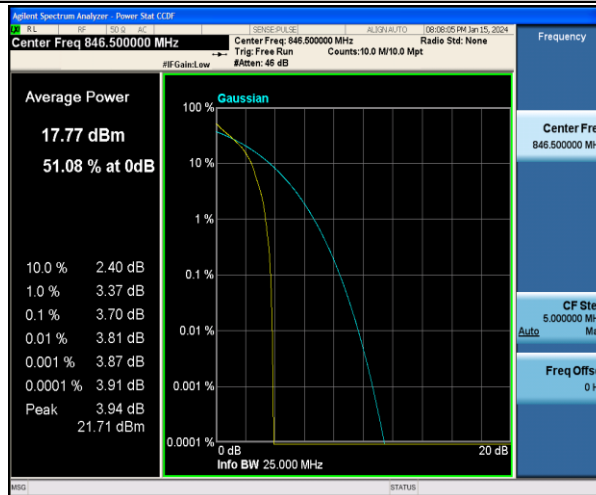 Agilent Spectrum Analyzer - Power Stat CCDF
RL RF 50 Ω AC SENSE:PULSE ALIGN AUTO 08:08:05 PM Jan 15, 2024
Center Freq 846.500000 MHz
Center Freq: 846.500000 MHz Radio Std: None
Trig: Free Run Counts:10.0 M/10.0 Mpt
#IFGain:Low #Atten: 46 dB
Frequency
Average Power
17.77 dBm
51.08 % at 0dB
10.0 % 2.40 dB
1.0 % 3.37 dB
0.1 % 3.70 dB
0.01 % 3.81 dB
0.001 % 3.87 dB
0.0001 % 3.91 dB
Peak 3.94 dB
21.71 dBm
Gaussian
100 %
10 %
1 %
0.1 %
0.01 %
0.001 %
0.0001 %
0 dB 20 dB
Info BW 25.000 MHz
Center Fre
846.500000 MH
CF Ste
5.000000 MH
Auto Ma
Freq Offs
0 H
MSG STATUS